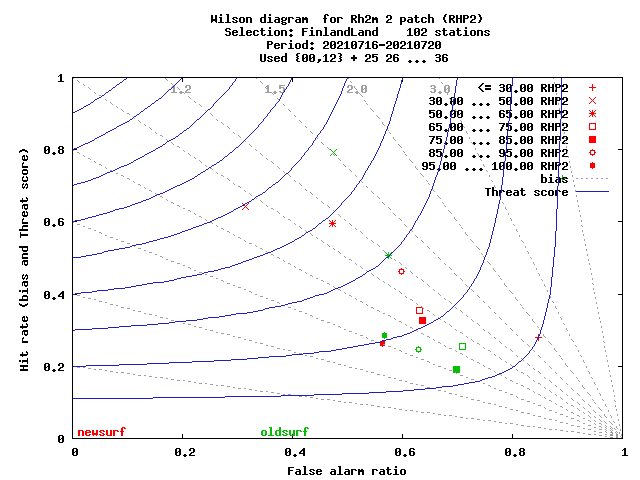 Wilson diagram  for Rh2m 2 patch (RHP2)
Selection: FinlandLand    102 stations
Period: 20210716-20210720
Used {00,12} + 25 26 ... 36
1.2 1.5 2.0 3.0
<= 30.00 RHP2
30.00 ... 50.00 RHP2
50.00 ... 65.00 RHP2
65.00 ... 75.00 RHP2
75.00 ... 85.00 RHP2
85.00 ... 95.00 RHP2
95.00 ... 100.00 RHP2
bias
Threat score
Hit rate (bias and Threat score)
1
0.8
0.6
0.4
0.2
0
newsurf oldsurf
0 0.2 0.4 0.6 0.8 1
False alarm ratio